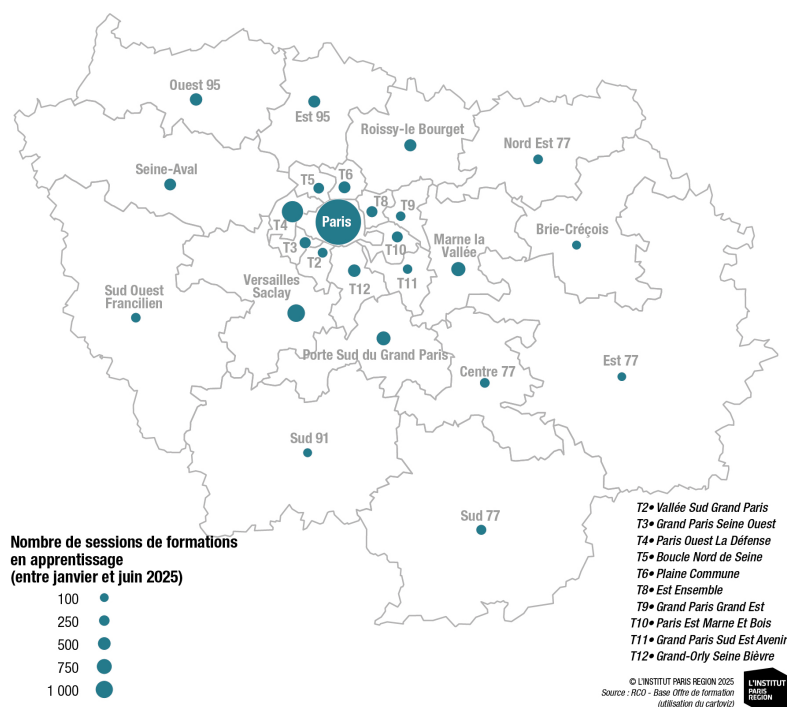 Ouest 95
Est 95
Roissy-le Bourget
Nord Est 77
Seine-Aval
T5
T6
T8
T9
T4
Paris
T3
T2
T10
Marne la
Vallée
Brie-Créçois
T11
T12
Versailles
Saclay
Sud Ouest
Francilien
Porte Sud du Grand Paris
Centre 77
Est 77
Sud 91
Sud 77
Nombre de sessions de formations
en apprentissage
(entre janvier et juin 2025)
100
250
500
750
1 000
T2• Vallée Sud Grand Paris
T3• Grand Paris Seine Ouest
T4• Paris Ouest La Défense
T5• Boucle Nord de Seine
T6• Plaine Commune
T8• Est Ensemble
T9• Grand Paris Grand Est
T10• Paris Est Marne Et Bois
T11• Grand Paris Sud Est Avenir
T12• Grand-Orly Seine Bièvre
© L'INSTITUT PARIS REGION 2025
Source : RCO - Base Offre de formation
(utilisation du cartoviz)
L'INSTITUT
PARIS
REGION